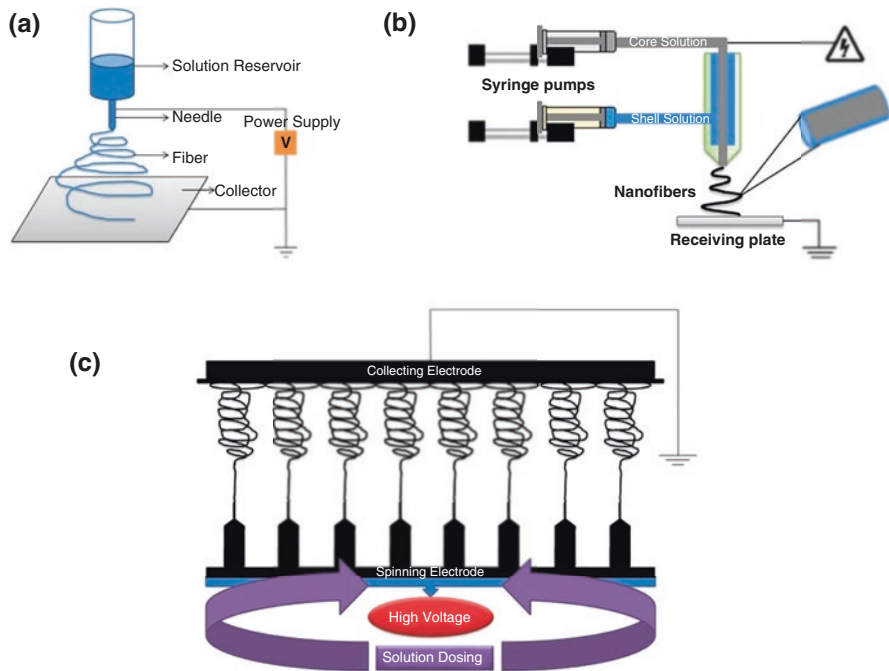 (a)
Solution Reservoir
Needle
Power Supply
V
Fiber
Collector
(b)
Core Solution
Syringe pumps
Shell Solution
Nanofibers
Receiving plate
(c)
Collecting Electrode
Spinning Electrode
High Voltage
Solution Dosing